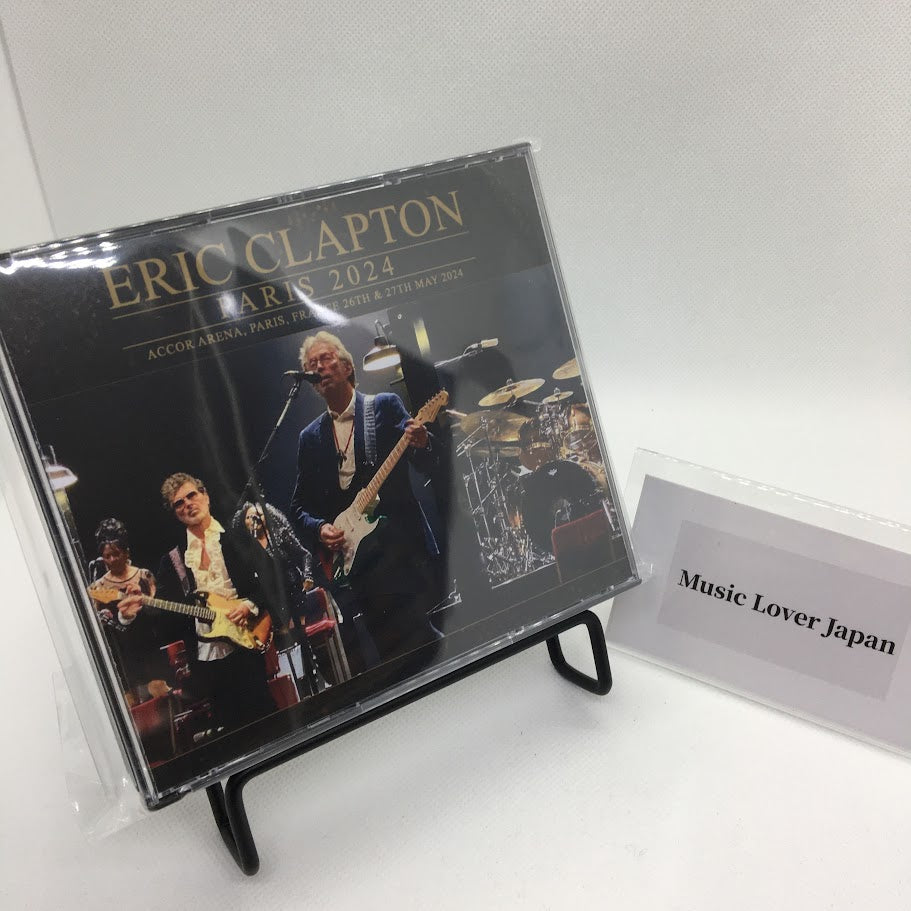 ERIC CLAPTON
PARIS 2024
ACCOR ARENA, PARIS, FRANCE 26TH & 27TH MAY 2024
Music Lover Japan